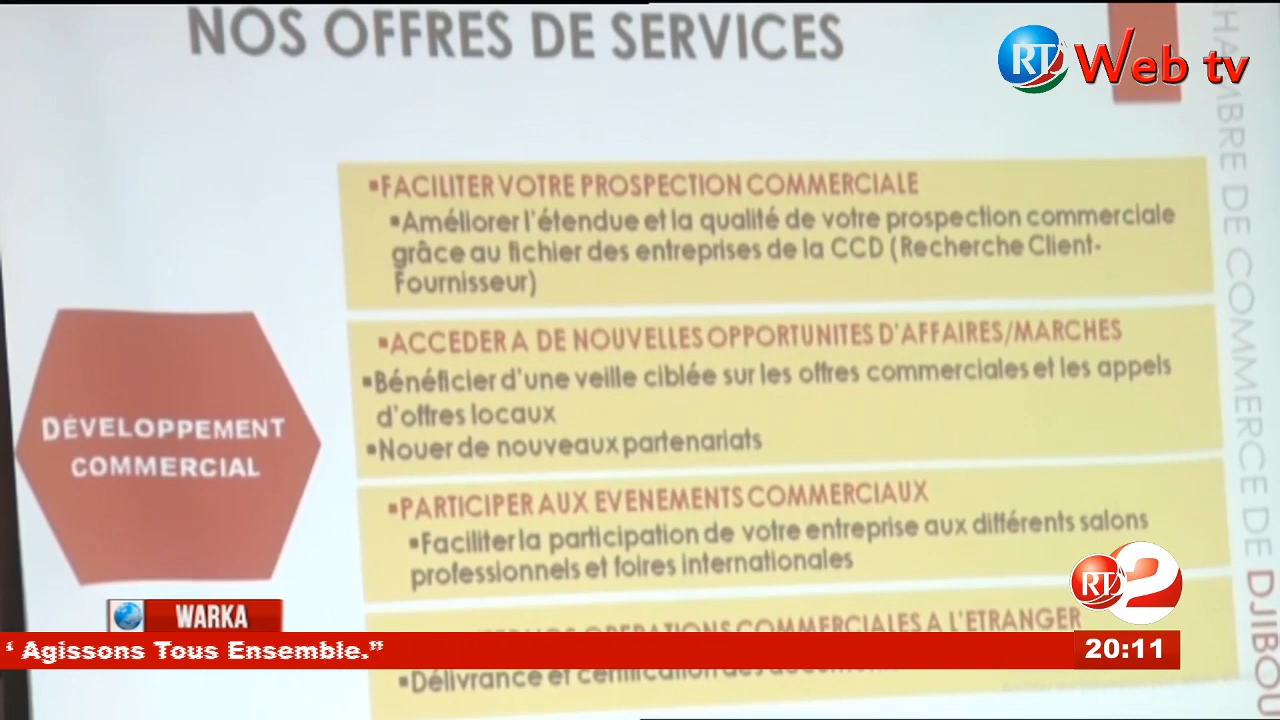 NOS OFFRES DE SERVICES
RTD Web tv
CHAMBRE DE COMMERCE DE DJIBOU
▪FACILITER VOTRE PROSPECTION COMMERCIALE
▪Améliorer l'étendue et la qualité de votre prospection commerciale
grâce au fichier des entreprises de la CCD (Recherche Client-
Fournisseur)
▪ACCEDER A DE NOUVELLES OPPORTUNITES D'AFFAIRES/MARCHES
▪Bénéficier d'une veille ciblée sur les offres commerciales et les appels
d'offres locaux
▪Nouer de nouveaux partenariats
DÉVELOPPEMENT
COMMERCIAL
▪PARTICIPER AUX EVENEMENTS COMMERCIAUX
▪Faciliter la participation de votre entreprise aux différents salons
professionnels et foires internationales
OPERATIONS COMMERCIALES A L'ETRANGER
▪Délivrance et certification des
RTD 2
WARKA
‘ Agissons Tous Ensemble.”
20:11